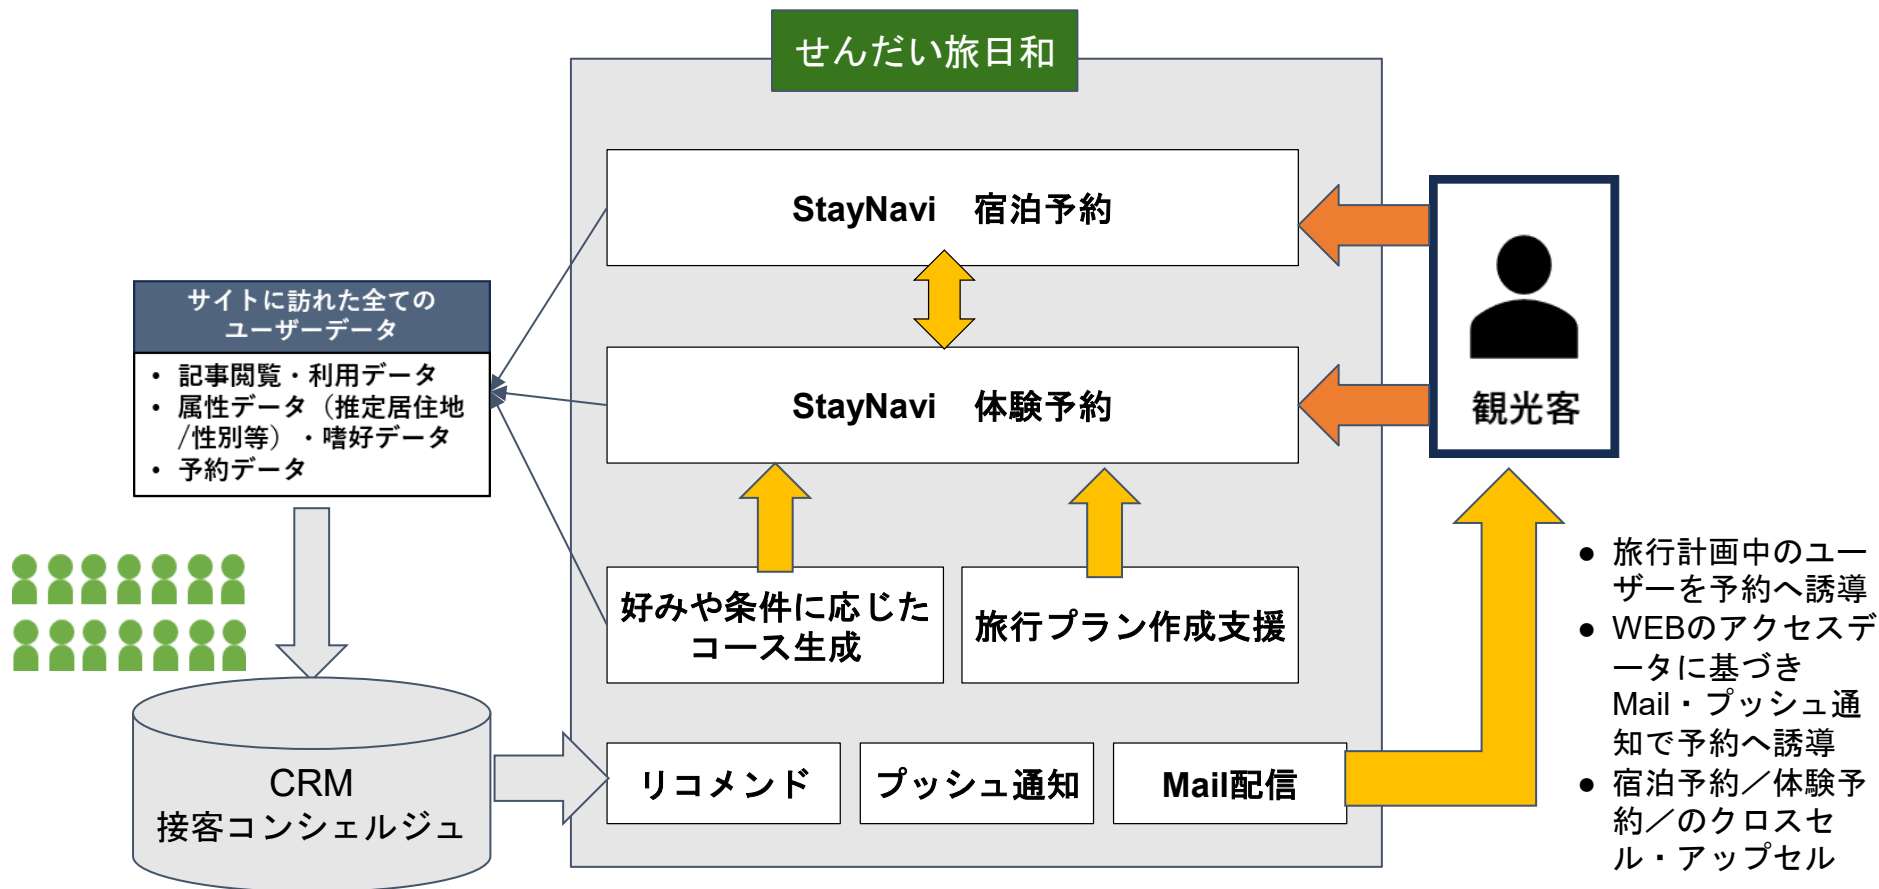 せんだい旅日和
StayNavi　宿泊予約
StayNavi　体験予約
観光客
サイトに訪れた全ての
ユーザーデータ
• 記事閲覧・利用データ
• 属性データ（推定居住地
/性別等）・嗜好データ
• 予約データ
好みや条件に応じた
コース生成
旅行プラン作成支援
CRM
接客コンシェルジュ
リコメンド
プッシュ通知
Mail配信
● 旅行計画中のユー
ザーを予約へ誘導
● WEBのアクセスデ
ータに基づき
Mail・プッシュ通
知で予約へ誘導
● 宿泊予約／体験予
約／のクロスセ
ル・アップセル